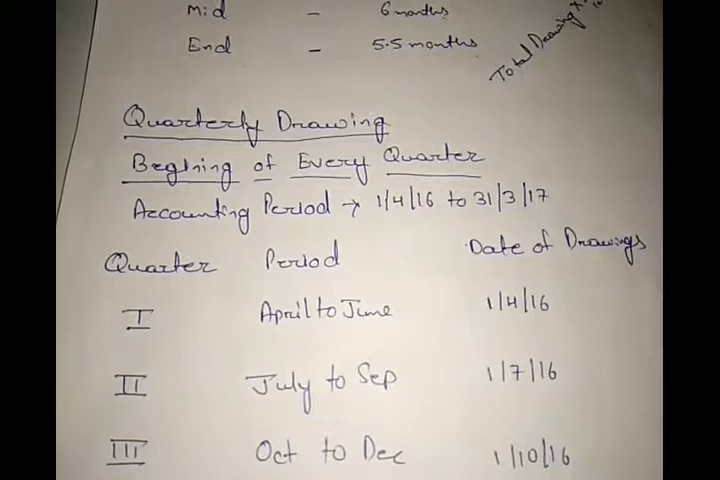 Mid - 6 months
End - 5.5 months
Total Drawing x
Quarterly Drawing
Begining of Every Quarter
Accounting Period → 1/4/16 to 31/3/17
Quarter Period Date of Drawings
I April to June 1/4/16
II July to Sep 1/7/16
III Oct to Dec 1/10/16